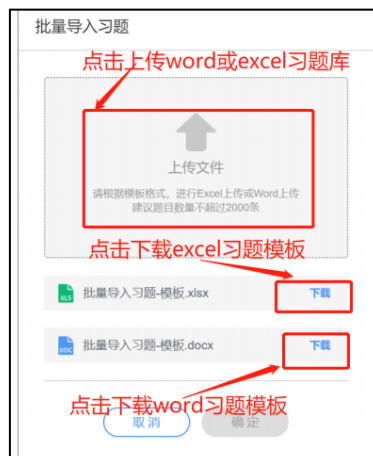 批量导入习题
点击上传word或excel习题库
上传文件
请根据模板格式，进行Excel上传或Word上传
建议题目数量不超过2000条
点击下载excel习题模板
XLS 批量导入习题-模板.xlsx 下载
DOC 批量导入习题-模板.docx 下载
点击下载word习题模板
取消 确定